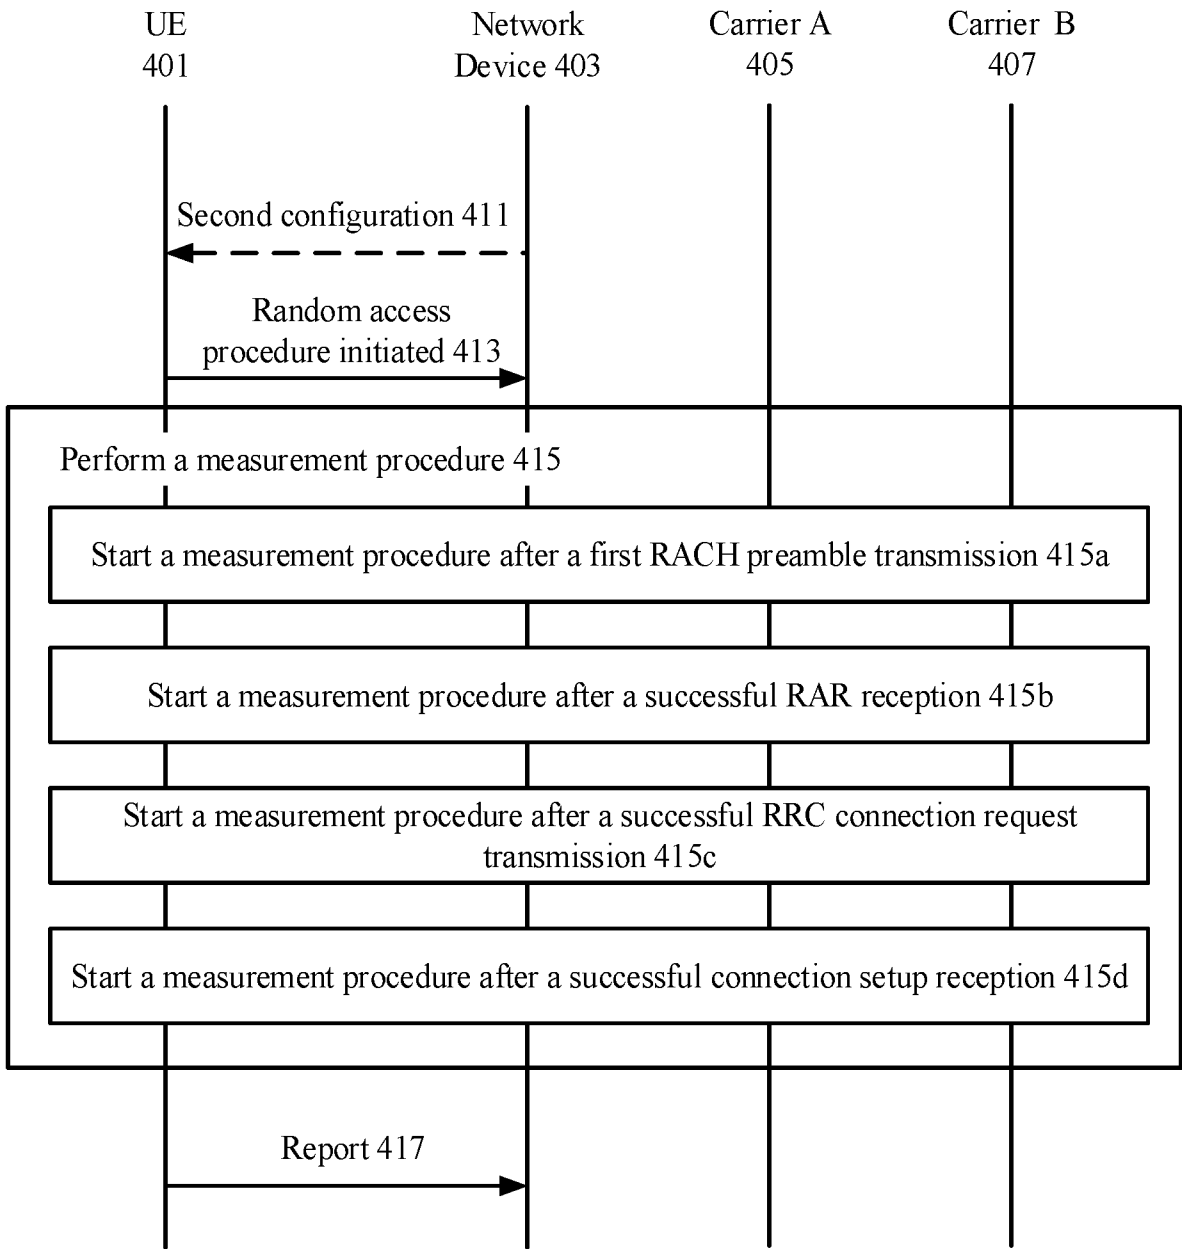 UE
401
Network
Device 403
Carrier A
405
Carrier B
407
Second configuration 411
Random access
procedure initiated 413
Perform a measurement procedure 415
Start a measurement procedure after a first RACH preamble transmission 415a
Start a measurement procedure after a successful RAR reception 415b
Start a measurement procedure after a successful RRC connection request
transmission 415c
Start a measurement procedure after a successful connection setup reception 415d
Report 417